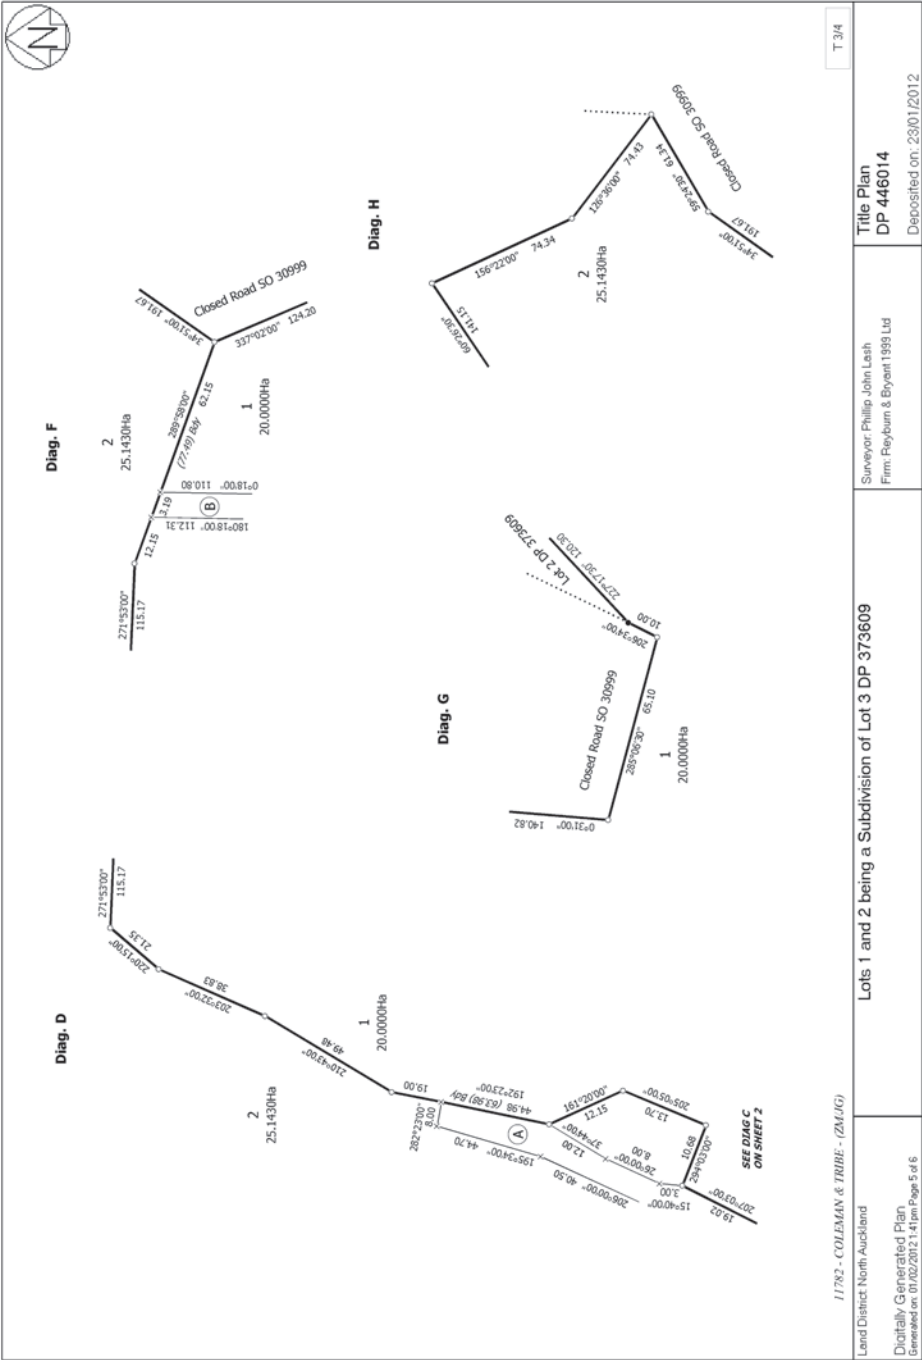 N
T 3/4
Diag. D
271°53'00"
115.17
220°15'00"
21.35
203°32'00"
38.83
2
25.1430Ha
210°43'00"
49.48
1
20.0000Ha
19.00
282°23'00"
8.00
192°23'00"
44.98 (63.98) Bdy
A
195°34'00" 44.70
206°00'00" 40.50
161°20'00"
12.15
37°44'00"
12.00
205°05'00"
13.70
26°00'00"
8.00
10.68
294°03'00"
15°40'00"
3.00
207°03'00"
19.02
SEE DIAG C
ON SHEET 2
Diag. F
2
25.1430Ha
271°53'00"
115.17
12.15
3.19
289°58'00"
(77.49) Bdy 62.15
34°51'00" 191.67
Closed Road SO 30999
337°02'00" 124.20
1
20.0000Ha
B
180°18'00" 112.31
0°18'00" 110.80
Diag. G
Lot 2 DP 373609
227°17'30" 120.30
206°34'00"
10.00
Closed Road SO 30999
285°06'30" 65.10
0°31'00" 140.82
1
20.0000Ha
Diag. H
156°22'00" 74.34
60°26'30"
141.15
126°36'00" 74.43
2
25.1430Ha
59°24'30" 61.34
Closed Road SO 30999
34°51'00"
191.67
11782 - COLEMAN & TRIBE - (ZM/JG)
Land District: North Auckland
Digitally Generated Plan
Generated on: 01/02/2012 1:41pm Page 5 of 6
Lots 1 and 2 being a Subdivision of Lot 3 DP 373609
Surveyor: Phillip John Lash
Firm: Reyburn & Bryant 1999 Ltd
Title Plan
DP 446014
Deposited on: 23/01/2012